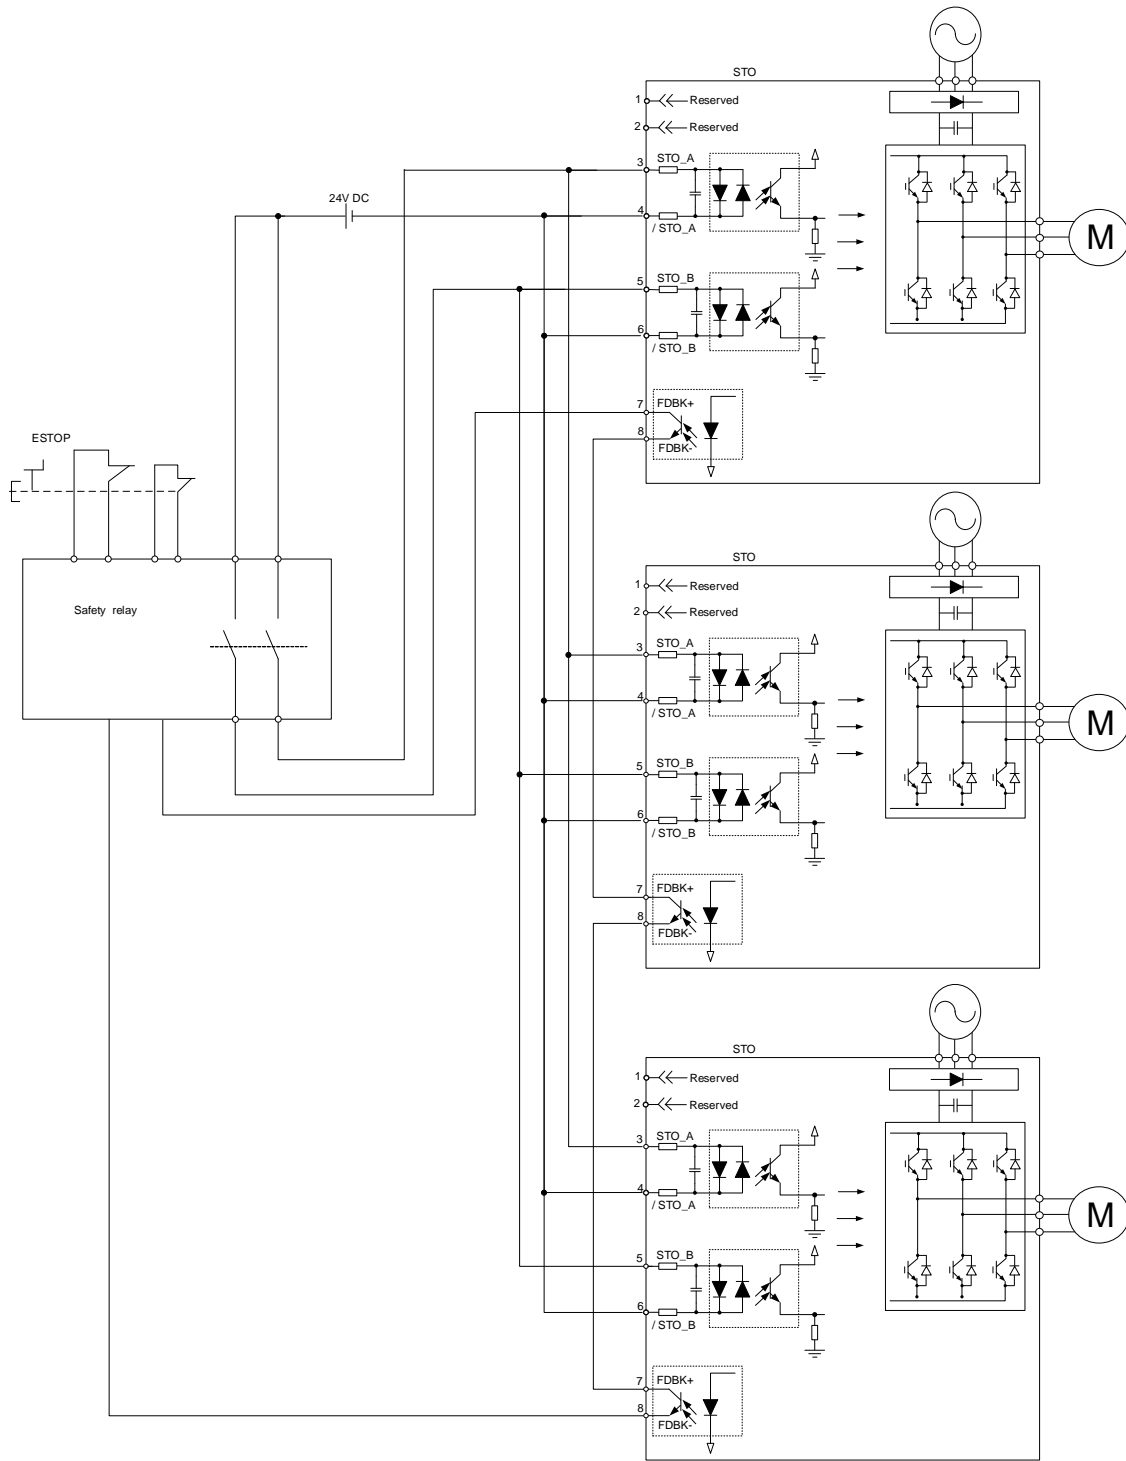 STO
1 Reserved
2 Reserved
3 STO_A
24V DC
4
/ STO_A
M
5 STO_B
6
/ STO_B
7 FDBK+
8
FDBK-
ESTOP
STO
1 Reserved
2 Reserved
Safety relay
3 STO_A
4
/ STO_A
M
5 STO_B
6
/ STO_B
7 FDBK+
8
FDBK-
STO
1 Reserved
2 Reserved
3 STO_A
4
/ STO_A
M
5 STO_B
6
/ STO_B
7 FDBK+
8
FDBK-